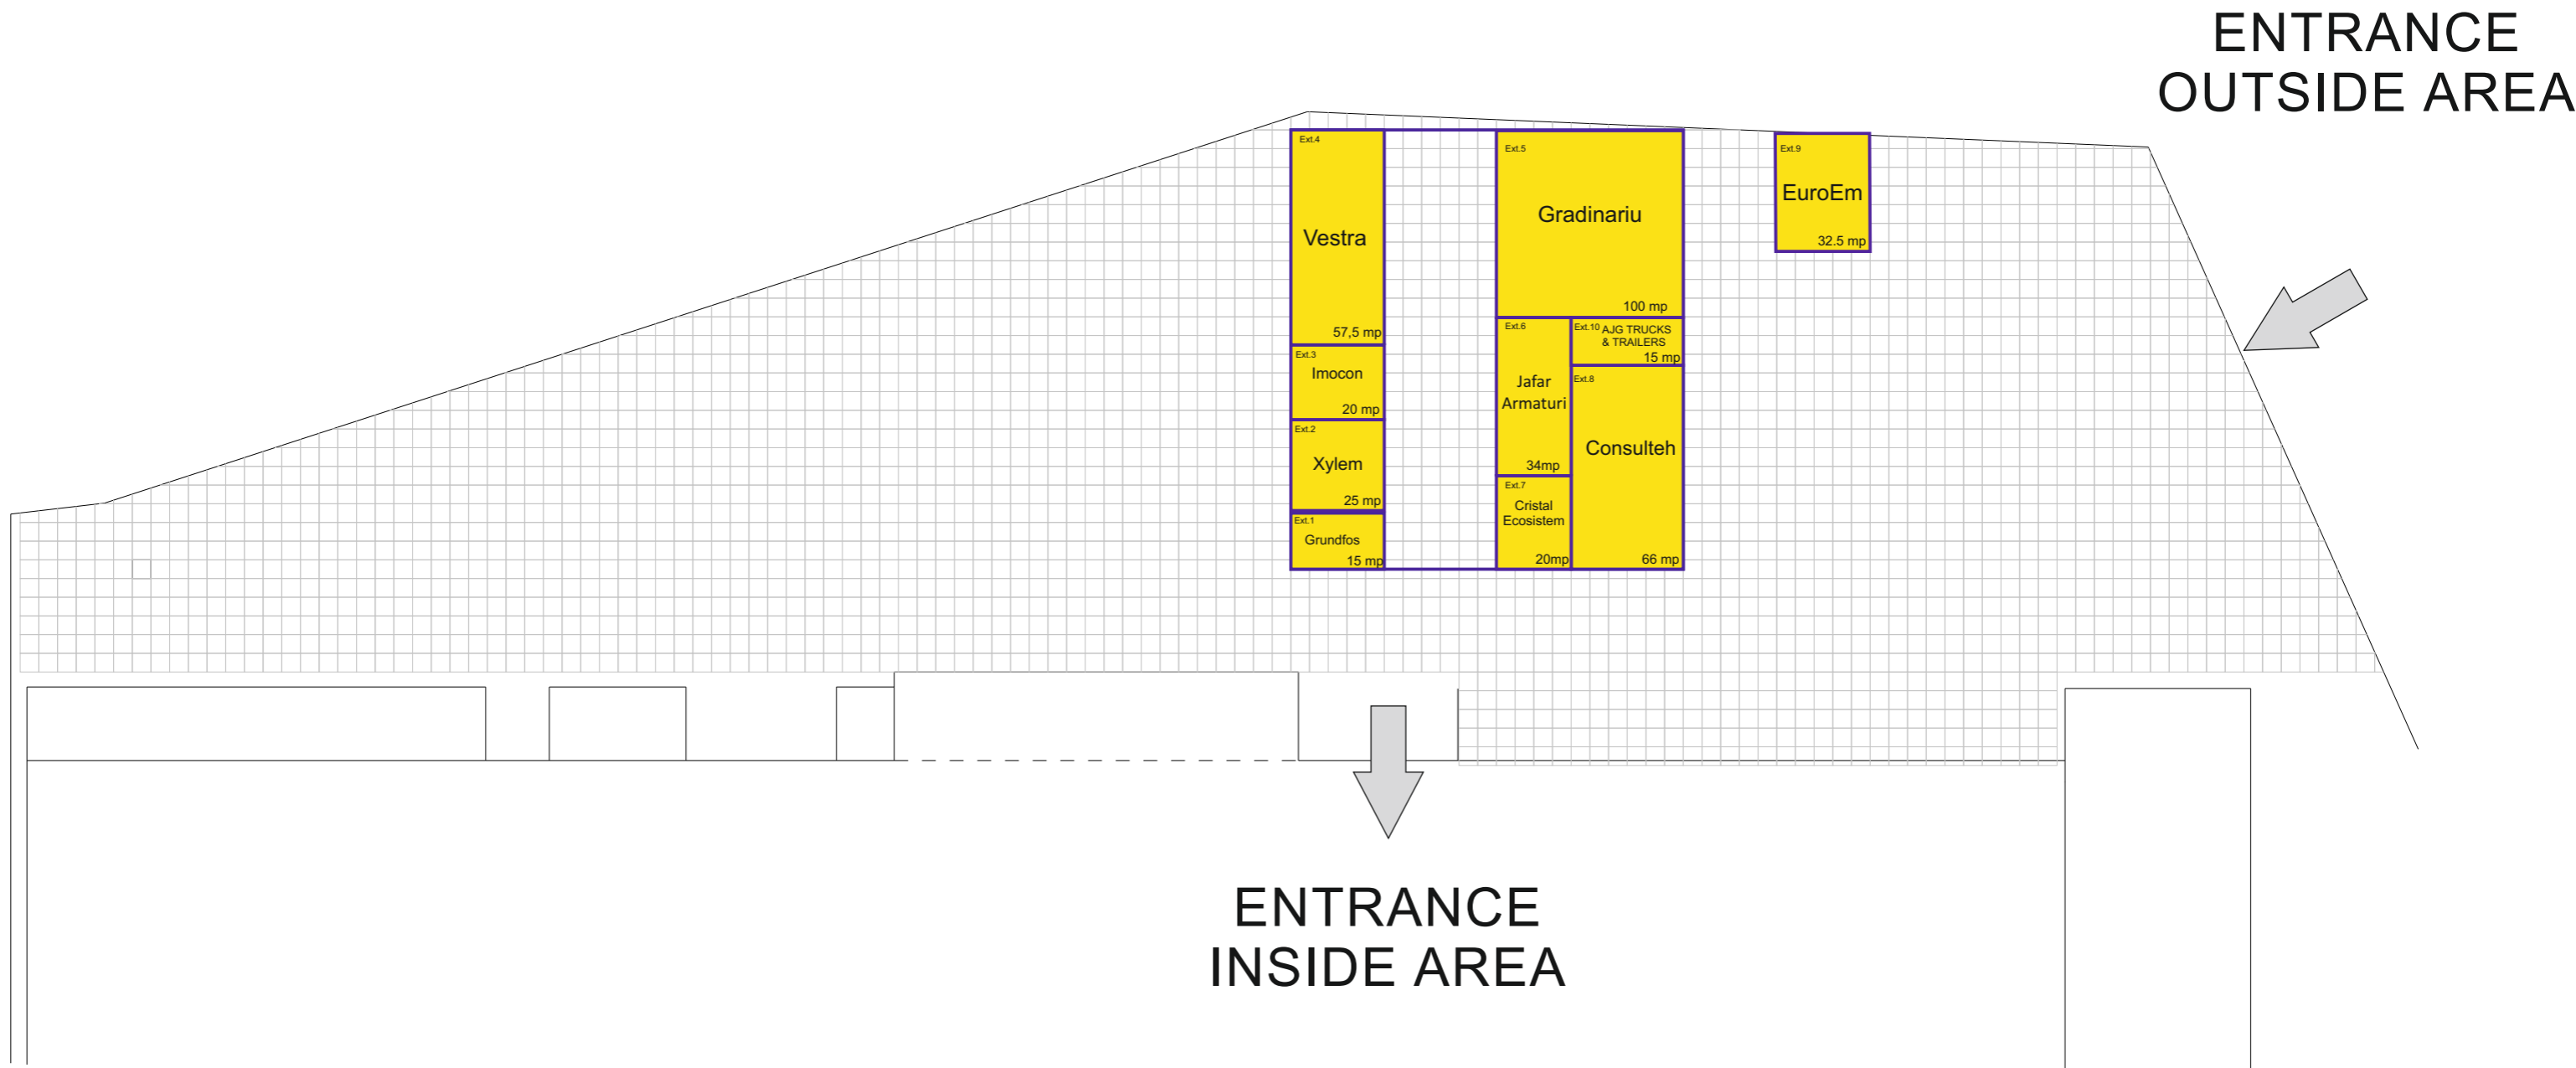 ENTRANCE
OUTSIDE AREA
Ext.4
Vestra
57,5 mp
Ext.3
Imocon
20 mp
Ext.2
Xylem
25 mp
Ext.1
Grundfos
15 mp
Ext.5
Gradinariu
100 mp
Ext.6
Jafar
Armaturi
34mp
Ext.10 AJG TRUCKS
& TRAILERS
15 mp
Ext.8
Consulteh
66 mp
Ext.7
Cristal
Ecosistem
20mp
Ext.9
EuroEm
32.5 mp
ENTRANCE
INSIDE AREA